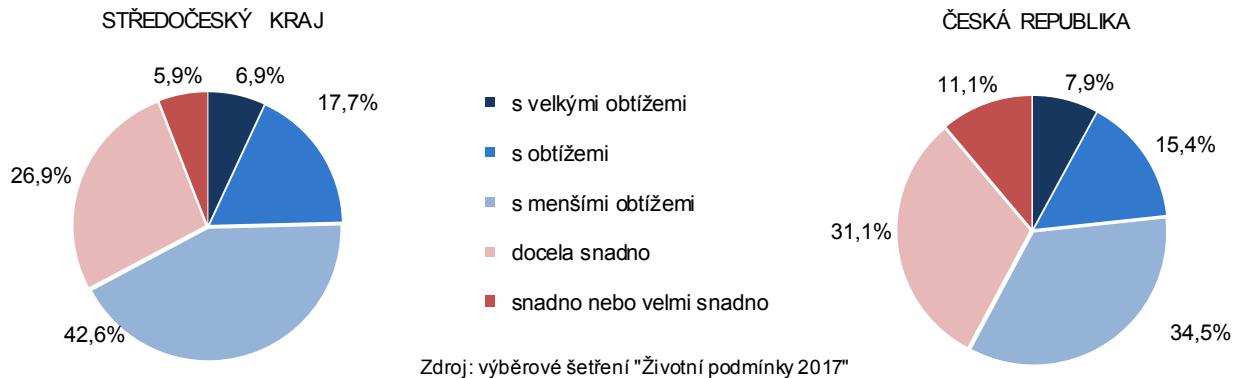 STŘEDOČESKÝ KRAJ
5,9%
6,9%
17,7%
26,9%
42,6%
s velkými obtížemi
s obtížemi
s menšími obtížemi
docela snadno
snadno nebo velmi snadno
ČESKÁ REPUBLIKA
11,1%
7,9%
15,4%
31,1%
34,5%
Zdroj: výběrové šetření "Životní podmínky 2017"